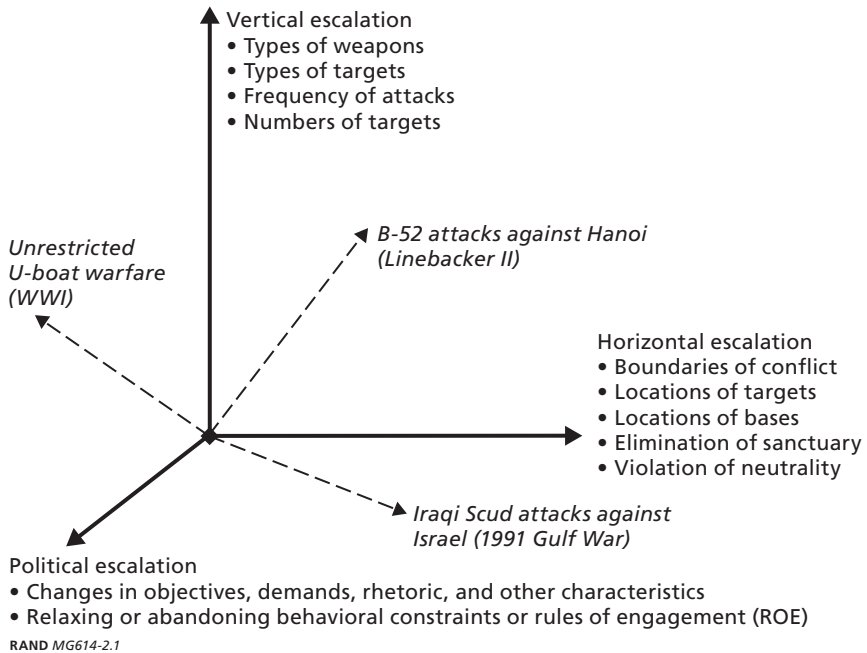 Vertical escalation
• Types of weapons
• Types of targets
• Frequency of attacks
• Numbers of targets
B-52 attacks against Hanoi
(Linebacker II)
Unrestricted
U-boat warfare
(WWI)
Horizontal escalation
• Boundaries of conflict
• Locations of targets
• Locations of bases
• Elimination of sanctuary
• Violation of neutrality
Iraqi Scud attacks against
Israel (1991 Gulf War)
Political escalation
• Changes in objectives, demands, rhetoric, and other characteristics
• Relaxing or abandoning behavioral constraints or rules of engagement (ROE)
RAND MG614-2.1